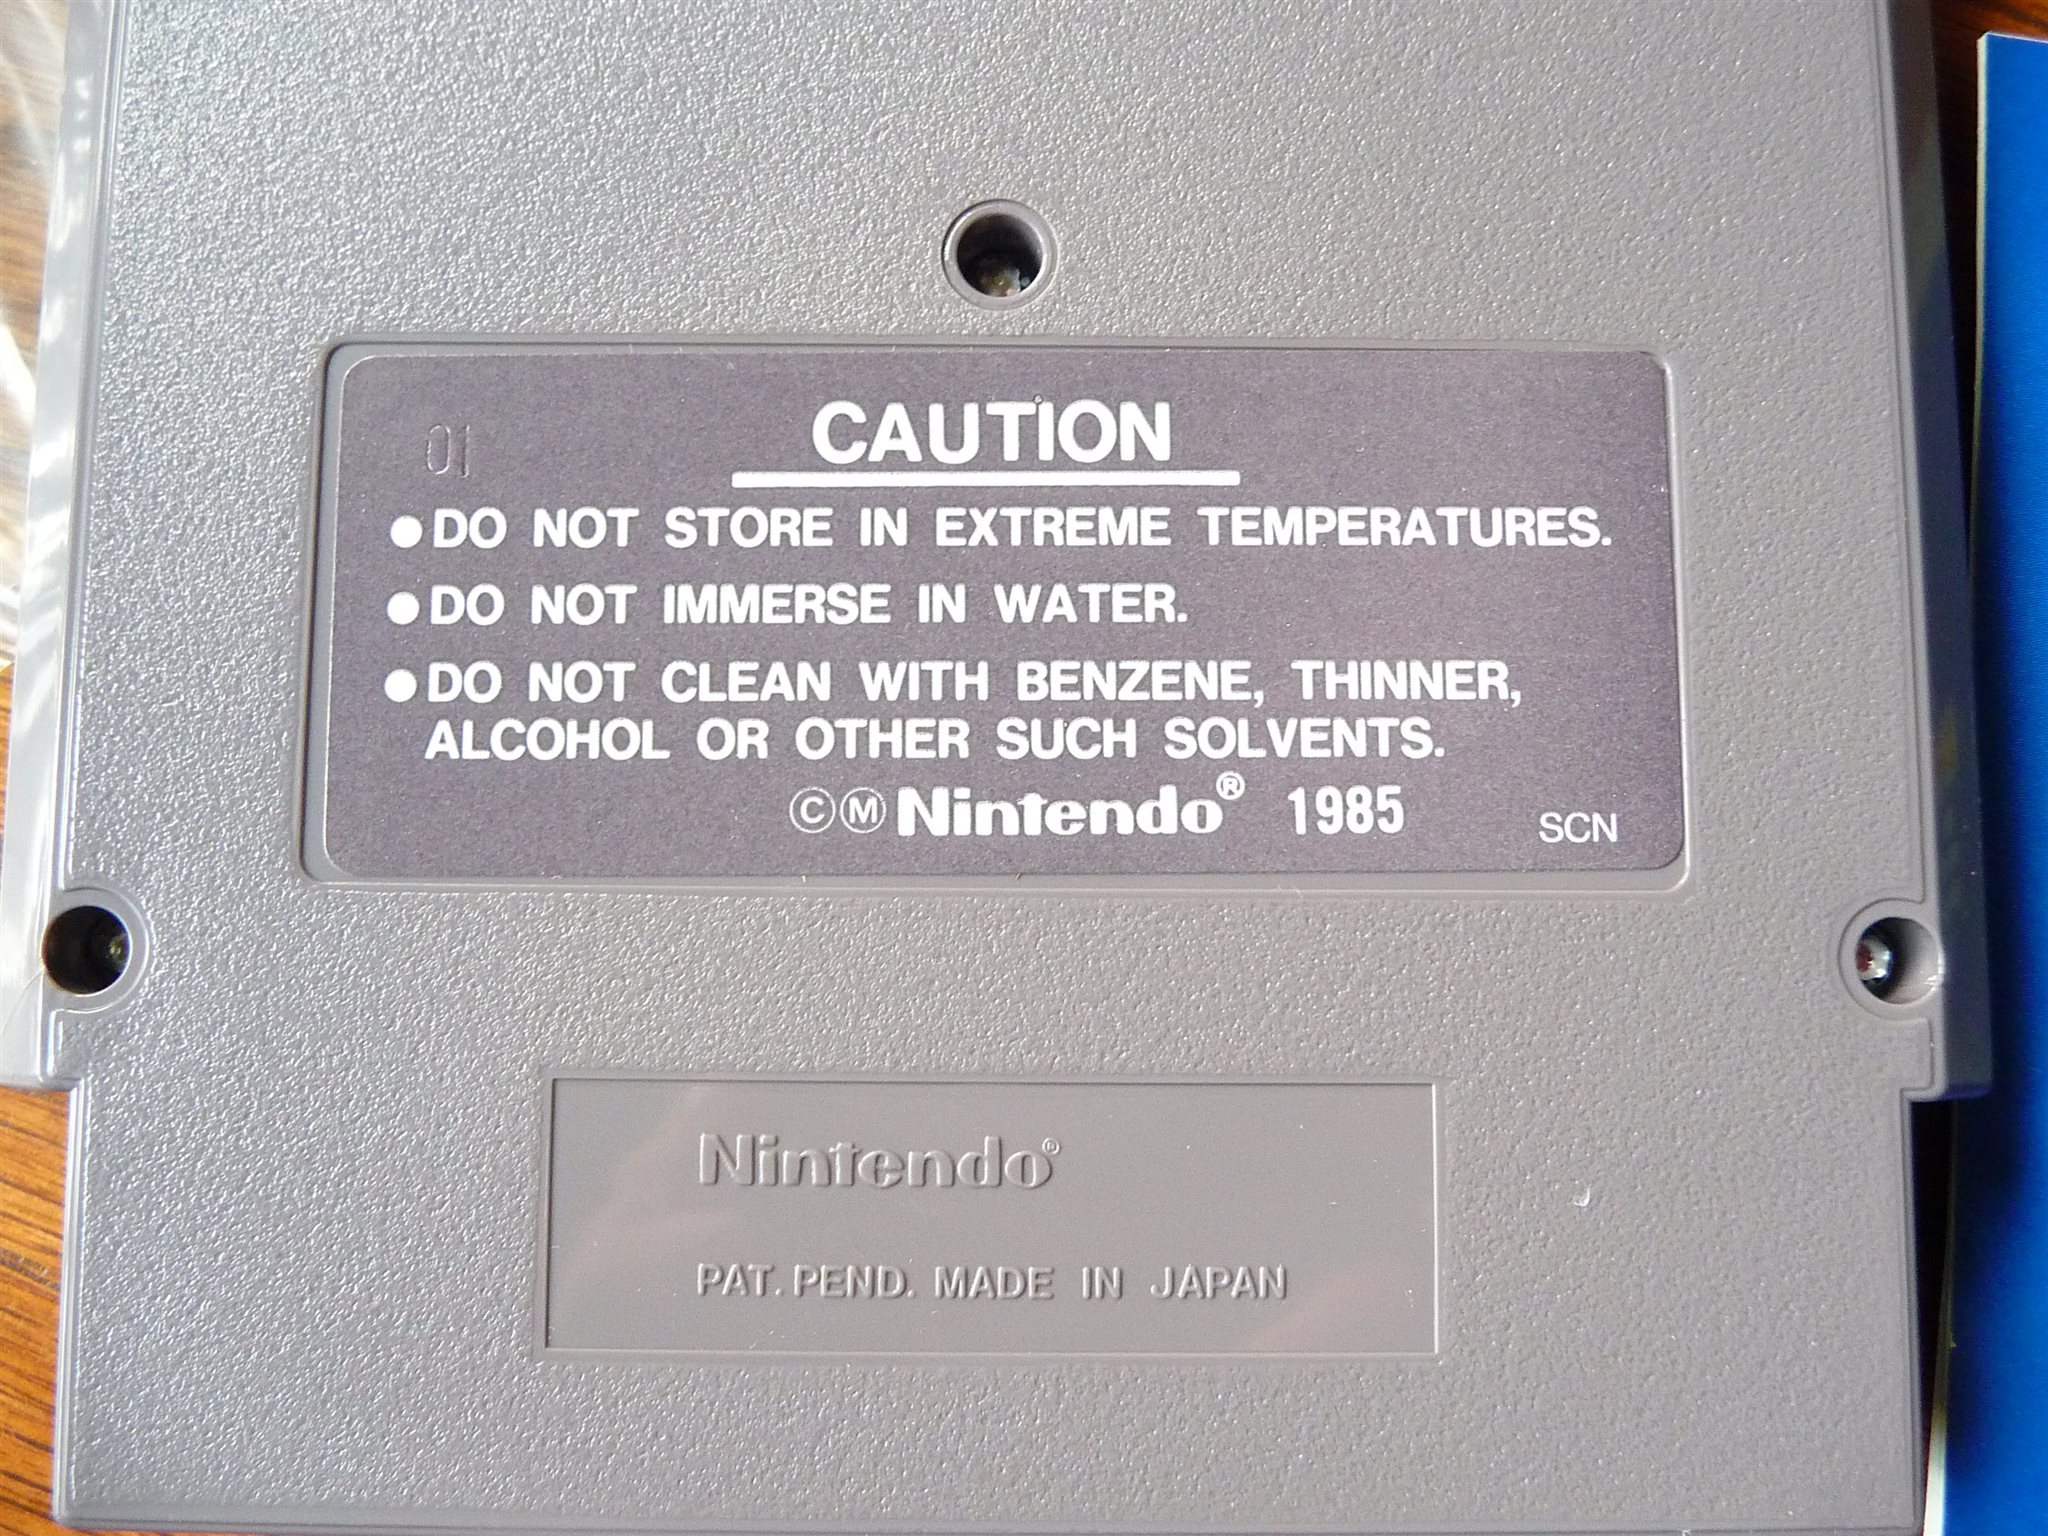 01
CAUTION
●DO NOT STORE IN EXTREME TEMPERATURES.
●DO NOT IMMERSE IN WATER.
●DO NOT CLEAN WITH BENZENE, THINNER,
ALCOHOL OR OTHER SUCH SOLVENTS.
ⒸⓂNintendo® 1985 SCN
Nintendo®
PAT. PEND. MADE IN JAPAN